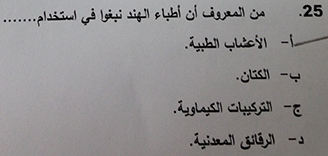 25. من المعروف أن أطباء الهند نبغوا في استخدام.......
أ- الأعشاب الطبية.
ب- الكتان.
ج- التركيبات الكيماوية.
د- الرقائق المعدنية.